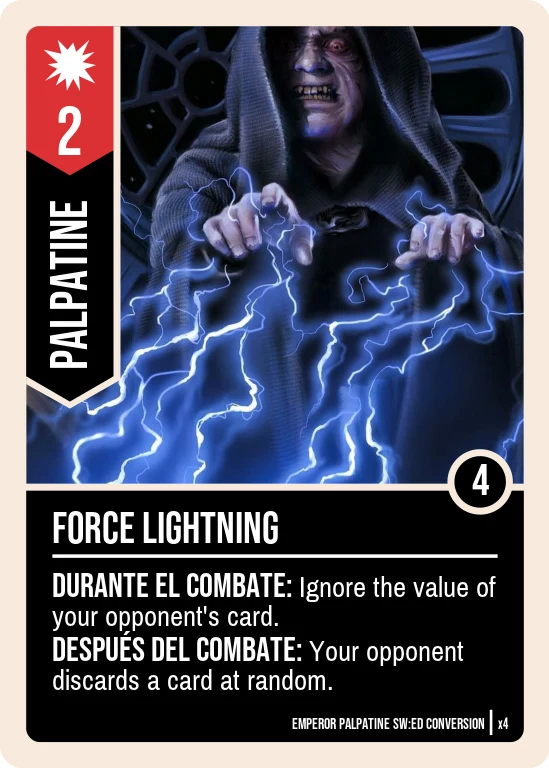 2
PALPATINE
4
FORCE LIGHTNING
DURANTE EL COMBATE: Ignore the value of
your opponent's card.
DESPUÉS DEL COMBATE: Your opponent
discards a card at random.
EMPEROR PALPATINE SW:ED CONVERSION | x4